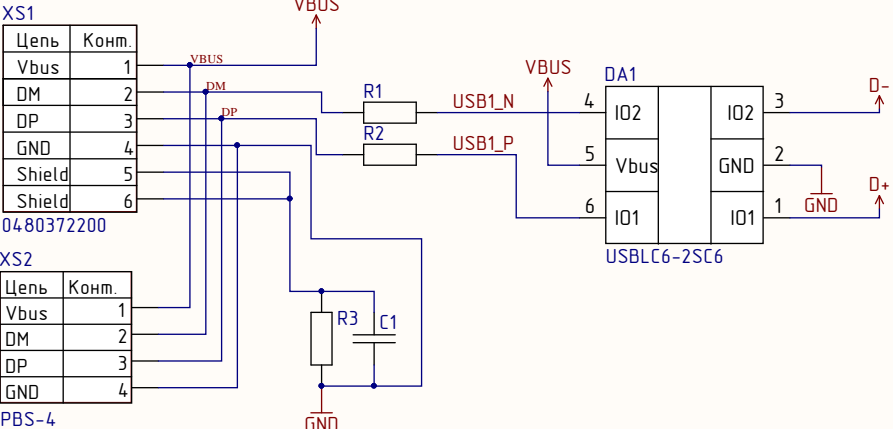 VBUS
XS1
Цепь Конт.
Vbus 1
DM 2
DP 3
GND 4
Shield 5
Shield 6
0480372200
VBUS
DM
DP
R1
R2
USB1_N
USB1_P
VBUS
DA1
4 IO2 IO2 3
5 Vbus GND 2
6 IO1 IO1 1
USBLC6-2SC6
D-
GND
D+
XS2
Цепь Конт.
Vbus 1
DM 2
DP 3
GND 4
PBS-4
R3
C1
GND